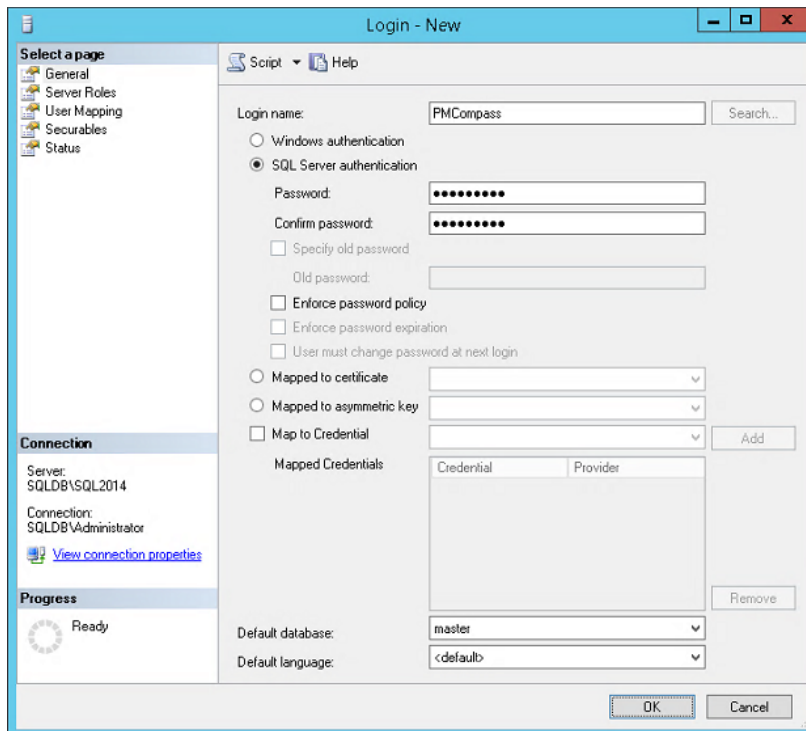 Login - New
Select a page
General
Server Roles
User Mapping
Securables
Status
Script Help
Login name: PMCompass Search...
Windows authentication
SQL Server authentication
Password: ●●●●●●●●●
Confirm password: ●●●●●●●●●
Specify old password
Old password:
Enforce password policy
Enforce password expiration
User must change password at next login
Mapped to certificate
Mapped to asymmetric key
Map to Credential Add
Mapped Credentials Credential Provider
Remove
Default database: master
Default language: <default>
Connection
Server:
SQLDB\SQL2014
Connection:
SQLDB\Administrator
View connection properties
Progress
Ready
OK Cancel